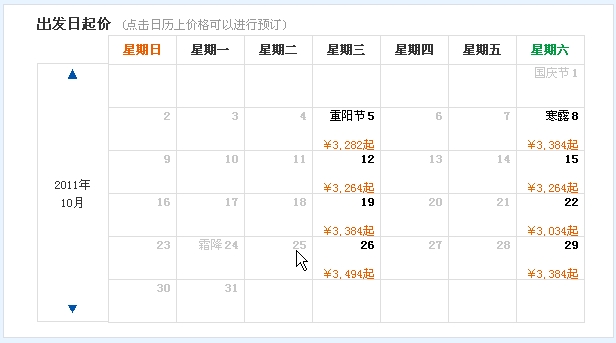 出发日起价 (点击日历上价格可以进行预订)
星期日 星期一 星期二 星期三 星期四 星期五 星期六
国庆节 1
2 3 4 重阳节 5 6 7 寒露 8
¥3,282起 ¥3,384起
9 10 11 12 13 14 15
¥3,264起 ¥3,264起
2011年
10月
16 17 18 19 20 21 22
¥3,384起 ¥3,034起
23 霜降 24 25 26 27 28 29
¥3,494起 ¥3,384起
30 31